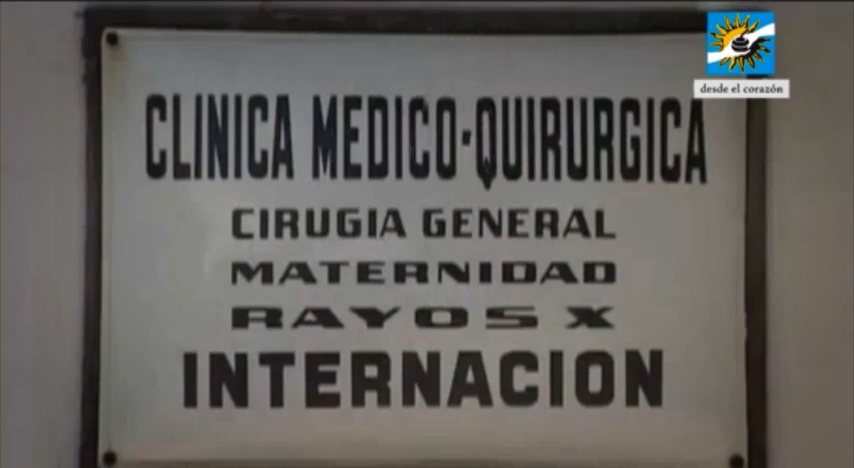 desde el corazón
CLINICA MEDICO-QUIRURGICA
CIRUGIA GENERAL
MATERNIDAD
RAYOS X
INTERNACION